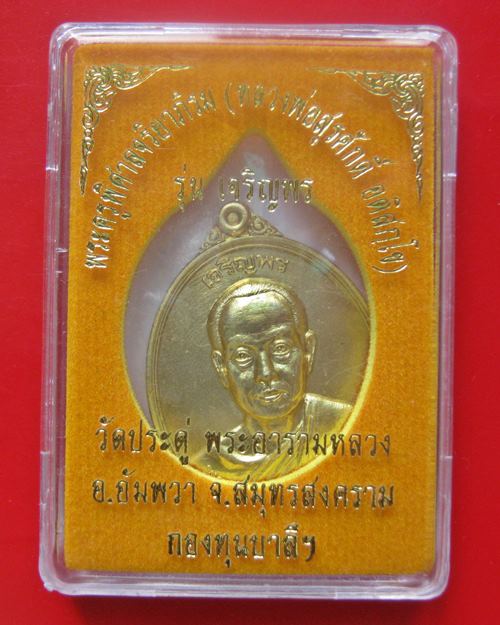 พระครูพิศาลจริยาภิรม (หลวงพ่อสุรศักดิ์ อติสกฺโข)
รุ่น เจริญพร
เจริญพร
วัดประดู่ พระอารามหลวง
อ.อัมพวา จ.สมุทรสงคราม
กองทุนบาลีฯ